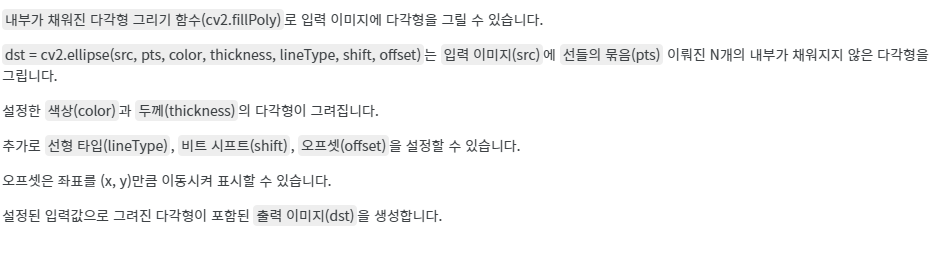 내부가 채워진 다각형 그리기 함수(cv2.fillPoly) 로 입력 이미지에 다각형을 그릴 수 있습니다.
dst = cv2.ellipse(src, pts, color, thickness, lineType, shift, offset) 는 입력 이미지(src) 에 선들의 묶음(pts) 이뤄진 N개의 내부가 채워지지 않은 다각형을
그립니다.
설정한 색상(color) 과 두께(thickness) 의 다각형이 그려집니다.
추가로 선형 타입(lineType) , 비트 시프트(shift) , 오프셋(offset) 을 설정할 수 있습니다.
오프셋은 좌표를 (x, y)만큼 이동시켜 표시할 수 있습니다.
설정된 입력값으로 그려진 다각형이 포함된 출력 이미지(dst) 을 생성합니다.